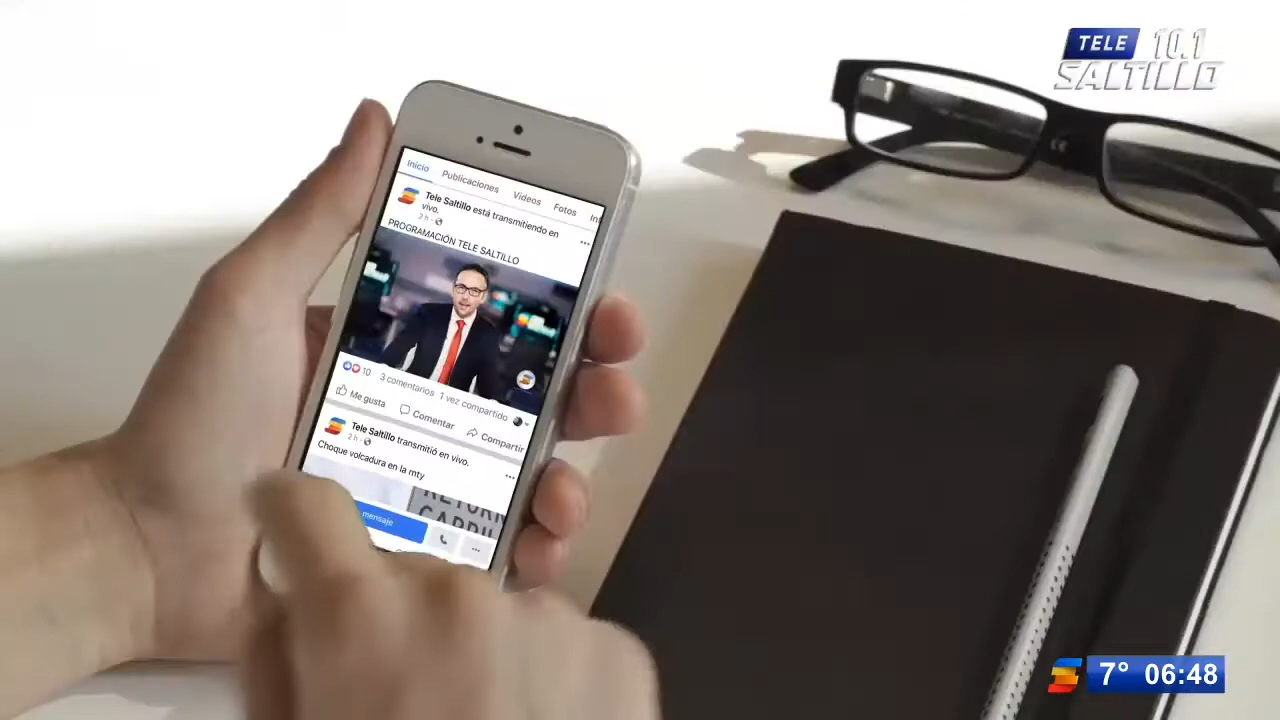 TELE 10.1
SALTILLO
Inicio Publicaciones Videos Fotos
Tele Saltillo está transmitiendo en
vivo.
2 h
PROGRAMACIÓN TELE SALTILLO
10 3 comentarios 1 vez compartido
Me gusta Comentar Compartir
Tele Saltillo transmitió en vivo.
2 h
Choque volcadura en la mty
mensaje
7° 06:48